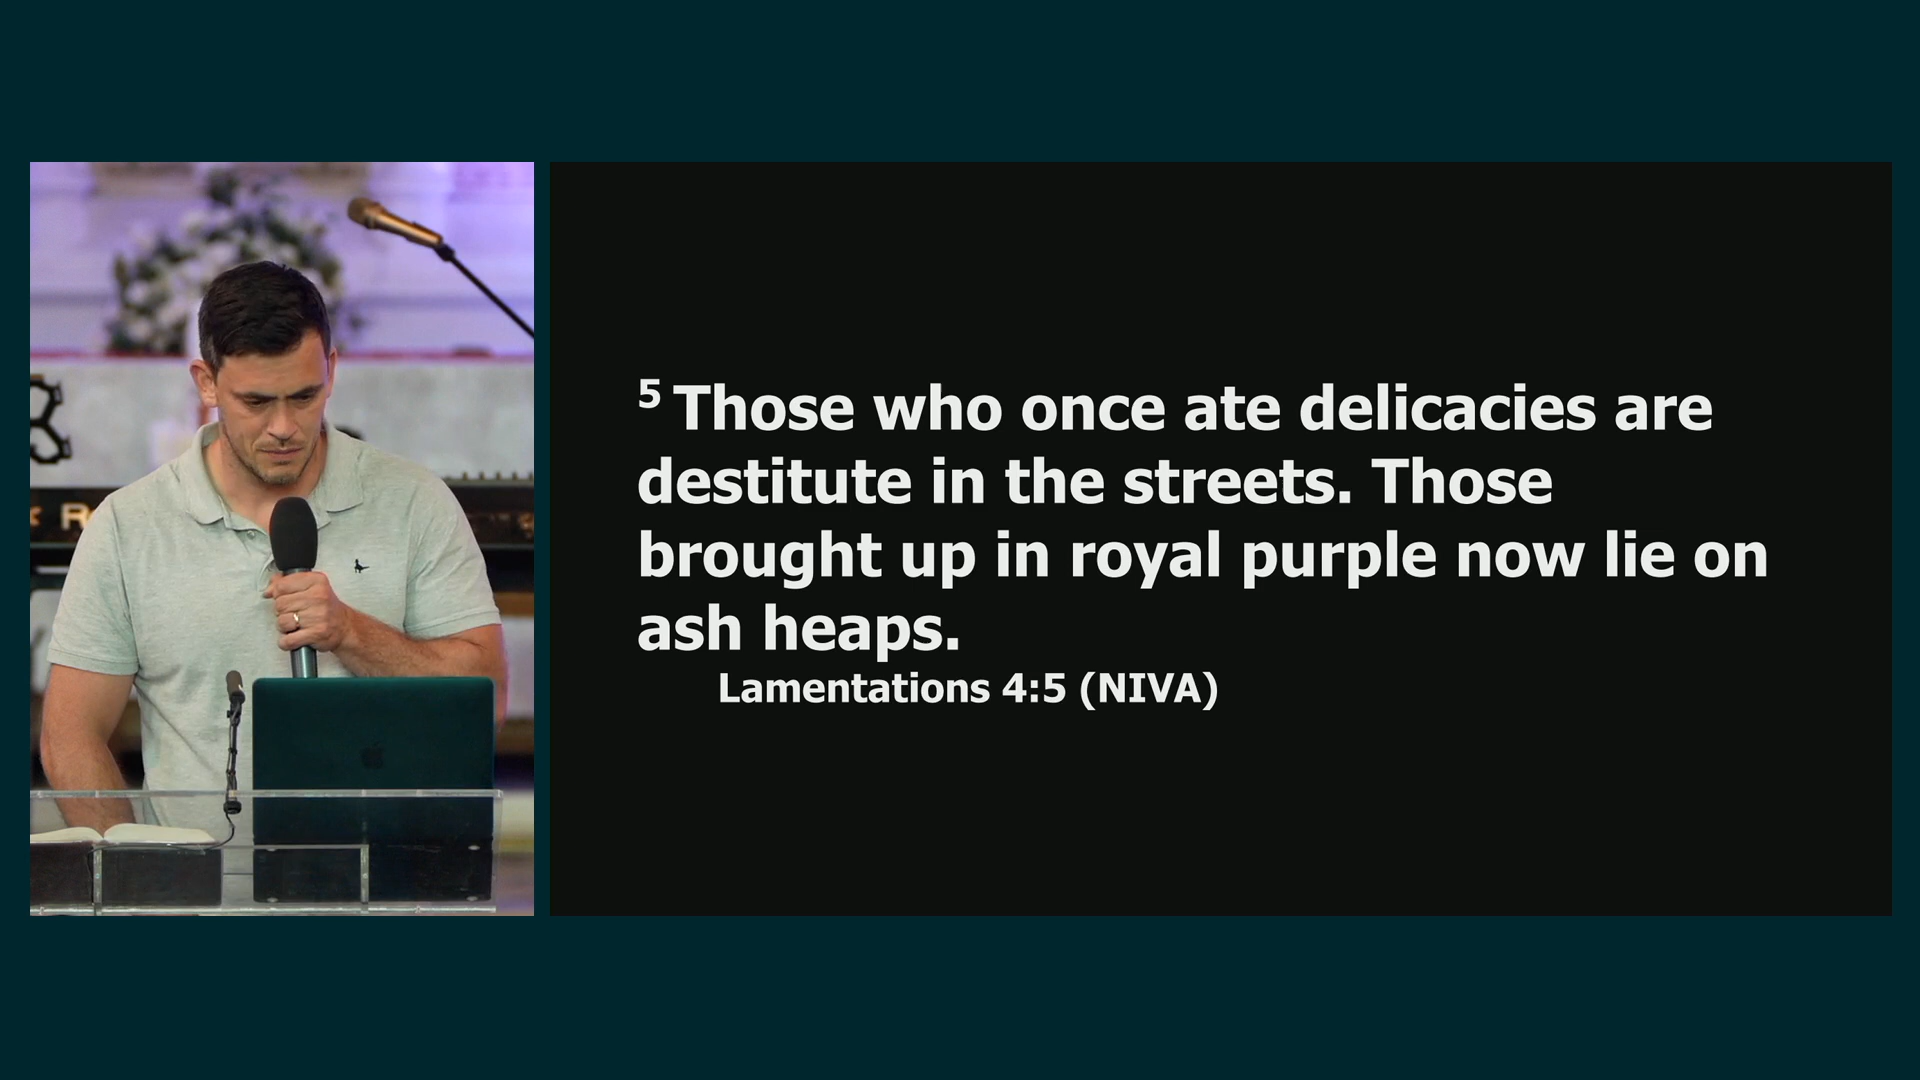 5 Those who once ate delicacies are
destitute in the streets. Those
brought up in royal purple now lie on
ash heaps.
Lamentations 4:5 (NIVA)